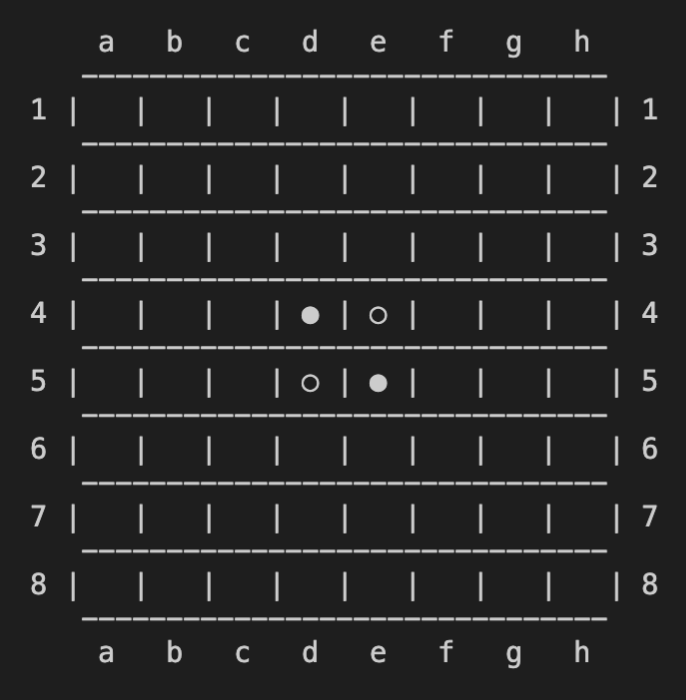 a b c d e f g h
1 | | | | | | | | | 1
2 | | | | | | | | | 2
3 | | | | | | | | | 3
4 | | | | ● | ○ | | | | 4
5 | | | | ○ | ● | | | | 5
6 | | | | | | | | | 6
7 | | | | | | | | | 7
8 | | | | | | | | | 8
a b c d e f g h